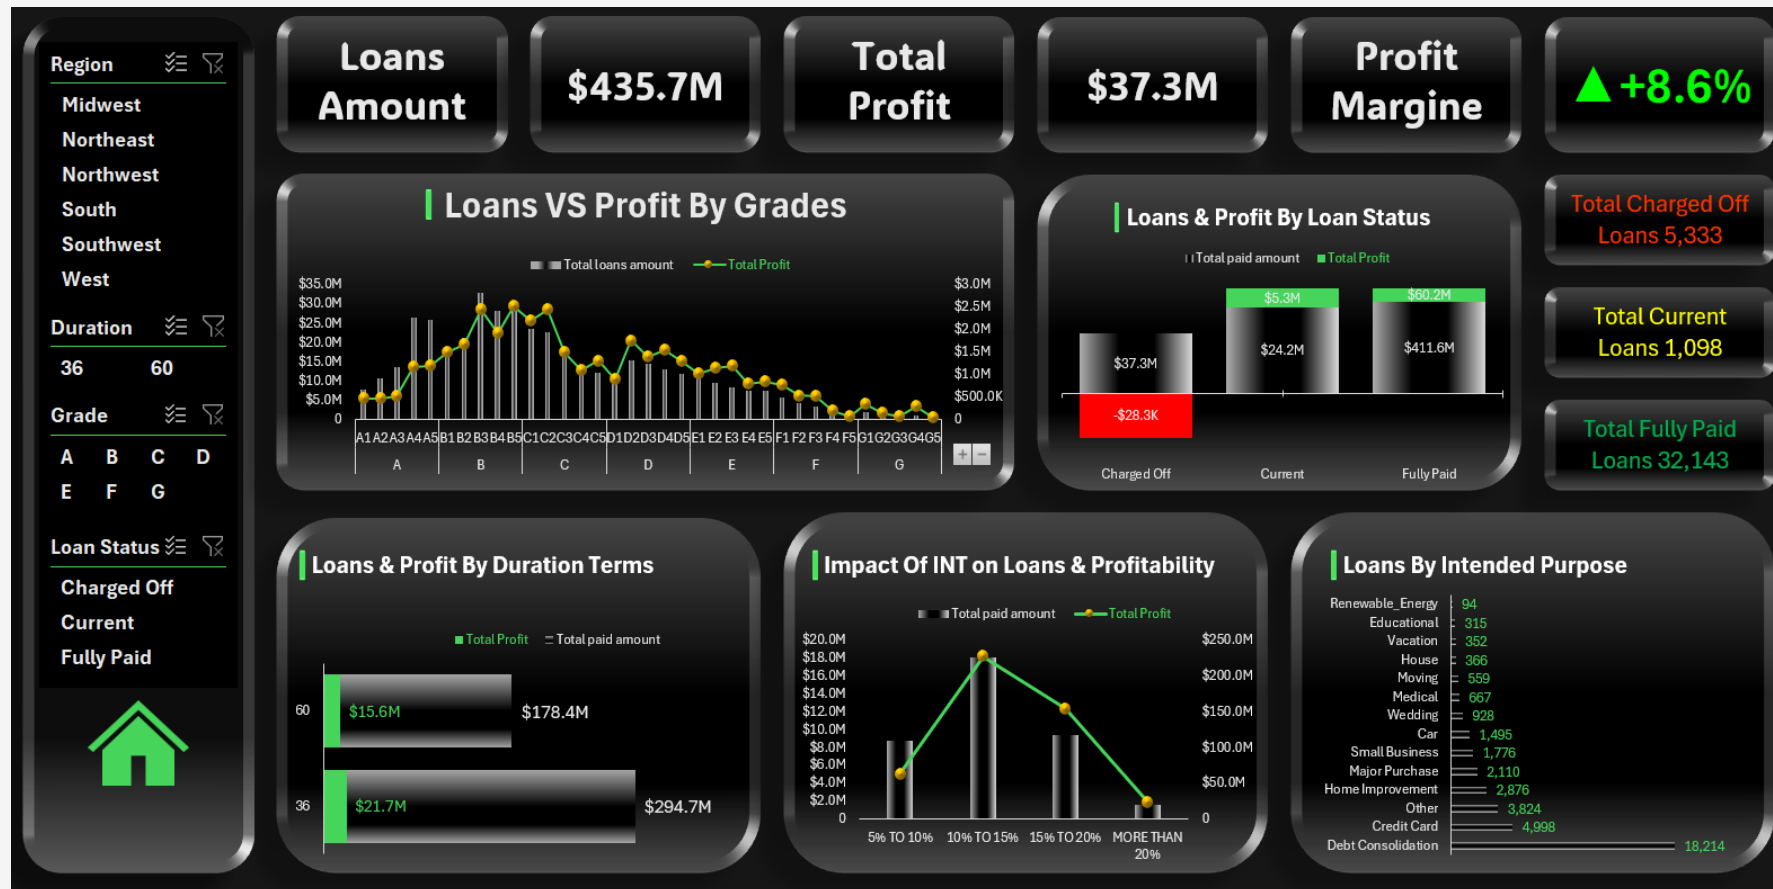 Region
Midwest
Northeast
Northwest
South
Southwest
West
Duration
36 60
Grade
A B C D
E F G
Loan Status
Charged Off
Current
Fully Paid
Loans
Amount
$435.7M
Total
Profit
$37.3M
Profit
Margine
▲+8.6%
Loans VS Profit By Grades
Total loans amount Total Profit
$35.0M
$30.0M
$25.0M
$20.0M
$15.0M
$10.0M
$5.0M
0
$3.0M
$2.5M
$2.0M
$1.5M
$1.0M
$500.0K
0
A1 A2 A3 A4 A5 B1 B2 B3 B4 B5 C1 C2 C3 C4 C5 D1 D2 D3 D4 D5 E1 E2 E3 E4 E5 F1 F2 F3 F4 F5 G1 G2 G3 G4 G5
A B C D E F G
+ −
Loans & Profit By Loan Status
Total paid amount Total Profit
$5.3M
$60.2M
$37.3M
$24.2M
$411.6M
-$28.3K
Charged Off Current Fully Paid
Total Charged Off
Loans 5,333
Total Current
Loans 1,098
Total Fully Paid
Loans 32,143
Loans & Profit By Duration Terms
Total Profit Total paid amount
60 $15.6M $178.4M
36 $21.7M $294.7M
Impact Of INT on Loans & Profitability
Total paid amount Total Profit
$20.0M
$18.0M
$16.0M
$14.0M
$12.0M
$10.0M
$8.0M
$6.0M
$4.0M
$2.0M
0
$250.0M
$200.0M
$150.0M
$100.0M
$50.0M
0
5% TO 10% 10% TO 15% 15% TO 20% MORE THAN
20%
Loans By Intended Purpose
Renewable_Energy 94
Educational 315
Vacation 352
House 366
Moving 559
Medical 667
Wedding 928
Car 1,495
Small Business 1,776
Major Purchase 2,110
Home Improvement 2,876
Other 3,824
Credit Card 4,998
Debt Consolidation 18,214